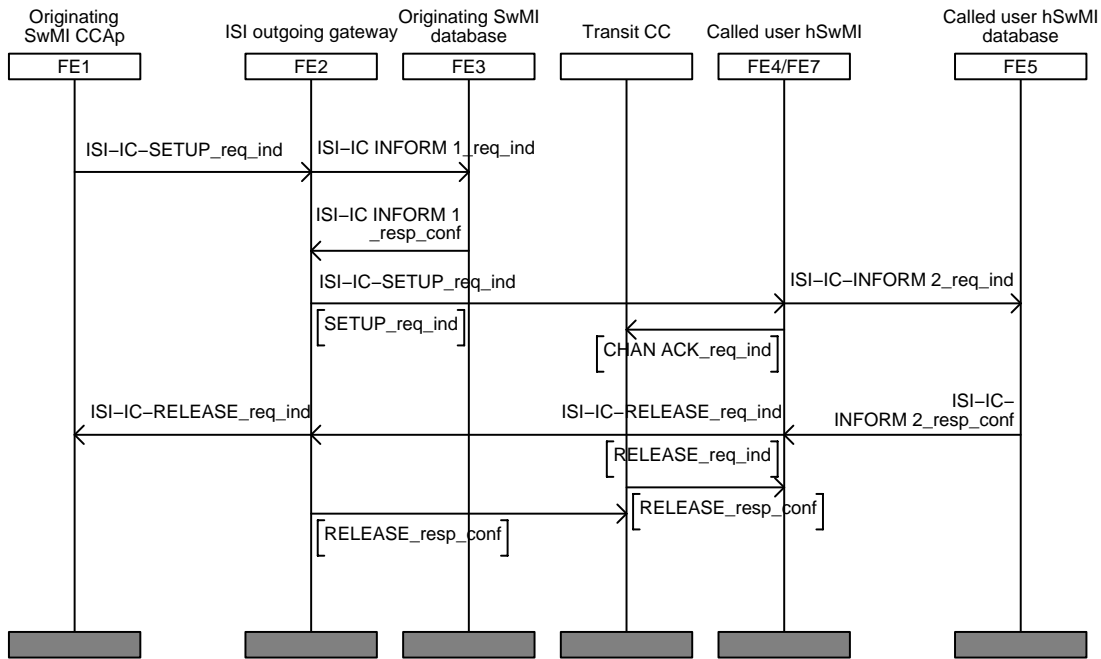 Originating
SwMI CCAp
ISI outgoing gateway
Originating SwMI
database
Transit CC
Called user hSwMI
Called user hSwMI
database
FE1
FE2
FE3
FE4/FE7
FE5
ISI–IC–SETUP_req_ind
ISI–IC INFORM 1_req_ind
ISI–IC INFORM 1
_resp_conf
ISI–IC–SETUP_req_ind
ISI–IC-INFORM 2_req_ind
SETUP_req_ind
CHAN ACK_req_ind
ISI–IC–RELEASE_req_ind
ISI–IC–RELEASE_req_ind
ISI–IC–
INFORM 2_resp_conf
RELEASE_req_ind
RELEASE_resp_conf
RELEASE_resp_conf